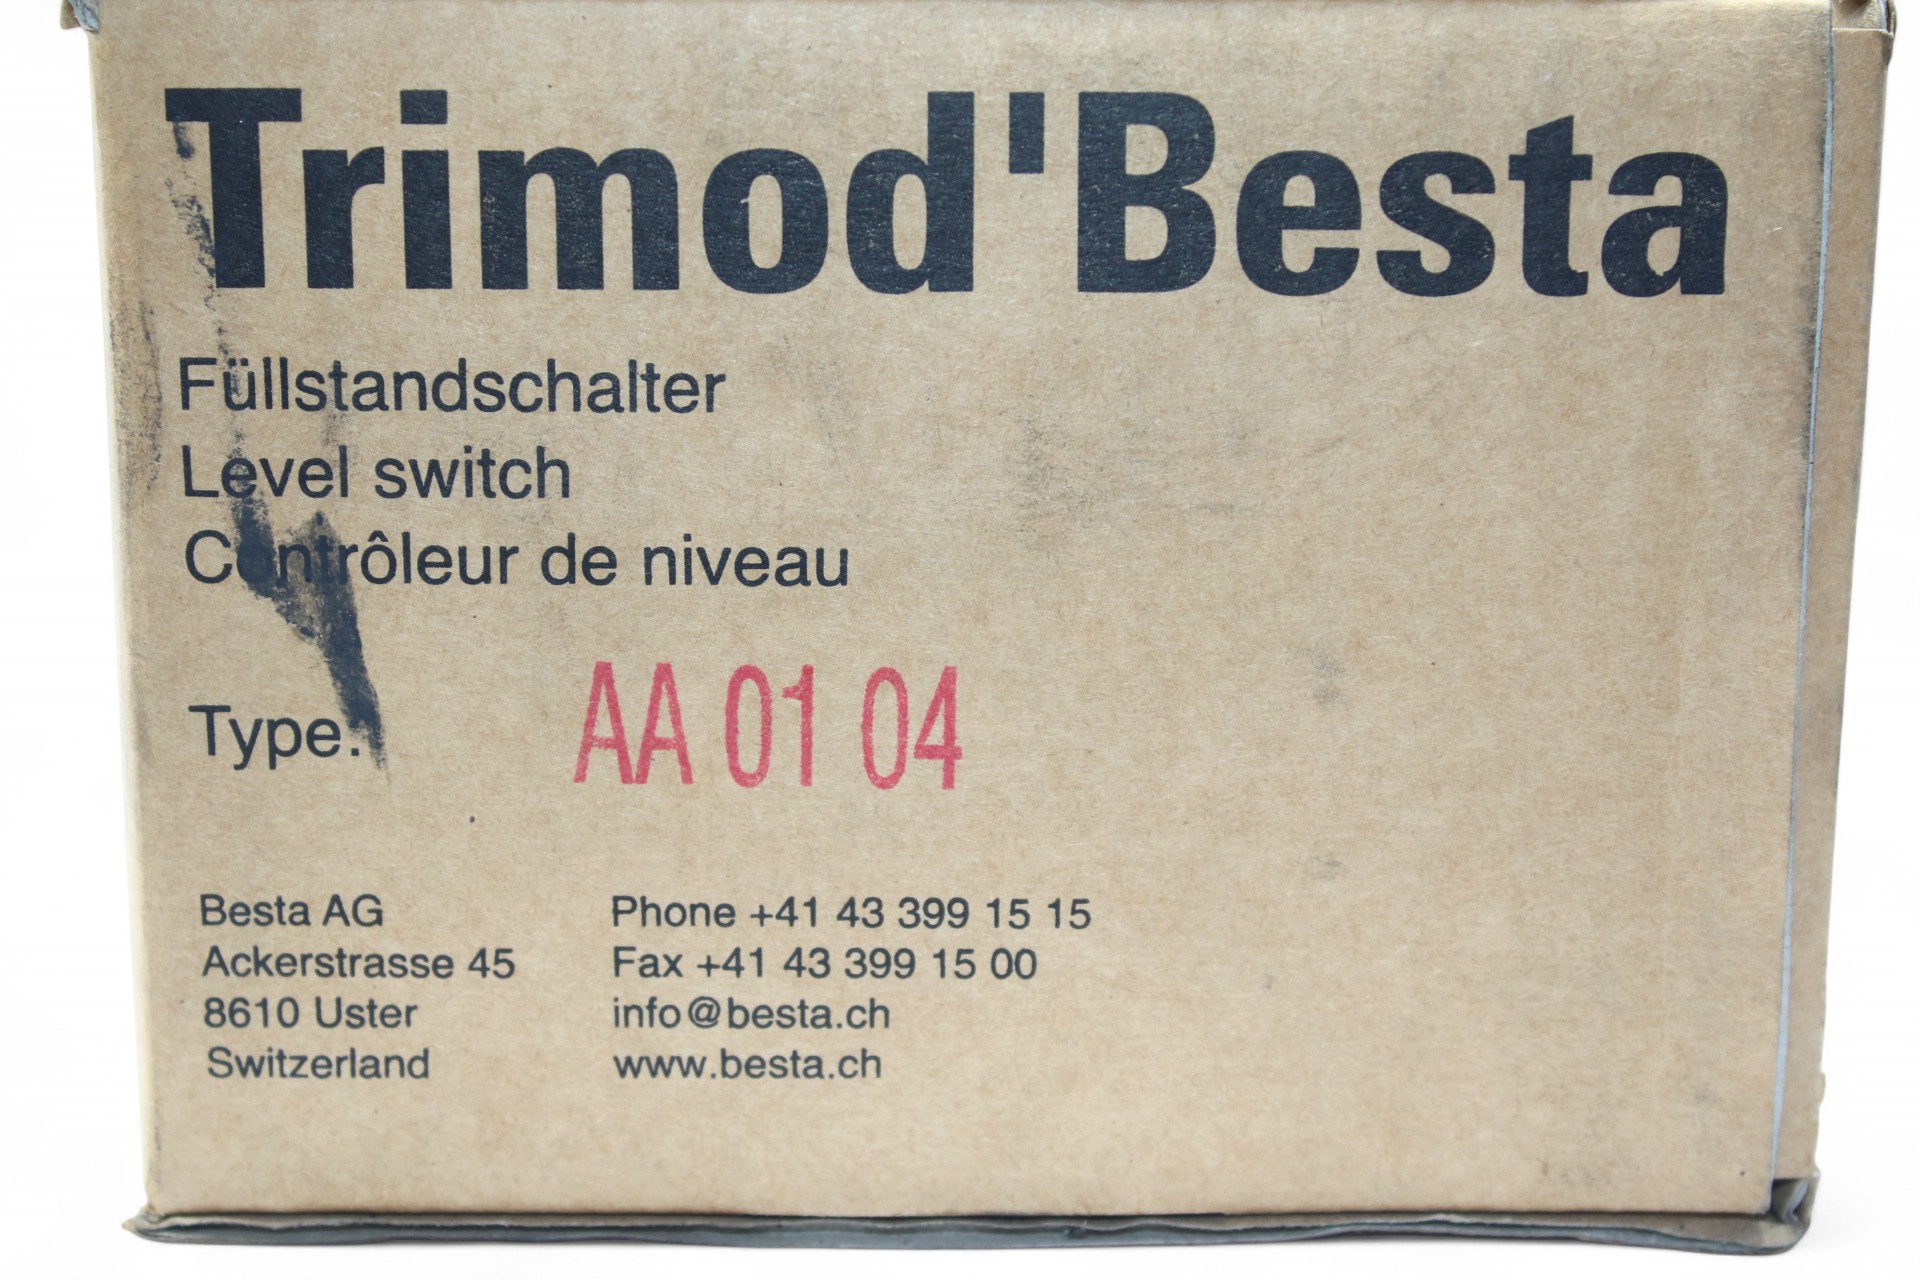 Trimod'Besta
Füllstandschalter
Level switch
Contrôleur de niveau
Type: AA 01 04
Besta AG
Ackerstrasse 45
8610 Uster
Switzerland
Phone +41 43 399 15 15
Fax +41 43 399 15 00
info@besta.ch
www.besta.ch